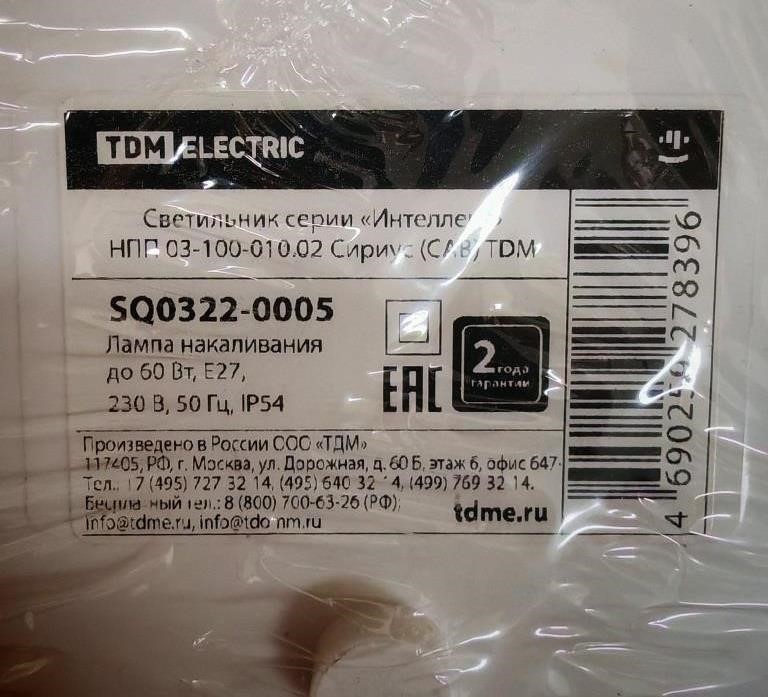 TDM ELECTRIC
Светильник серии
НПП 03-100-010.02 Сириус (САВ) TDM
SQ0322-0005
Лампа накаливания
до 60 Вт, Е27,
230 В, 50 Гц, IP54
EAC
2 года
гарантии
Произведено в России ООО «ТДМ»
117405, РФ, г. Москва, ул. Дорожная, д. 60 Б, этаж 6, офис 647
Тел.: +7 (495) 727 32 14, (495) 640 32 14, (499) 769 32 14.
Бесплатный тел.: 8 (800) 700-63-26 (РФ);
info@tdme.ru,
tdme.ru